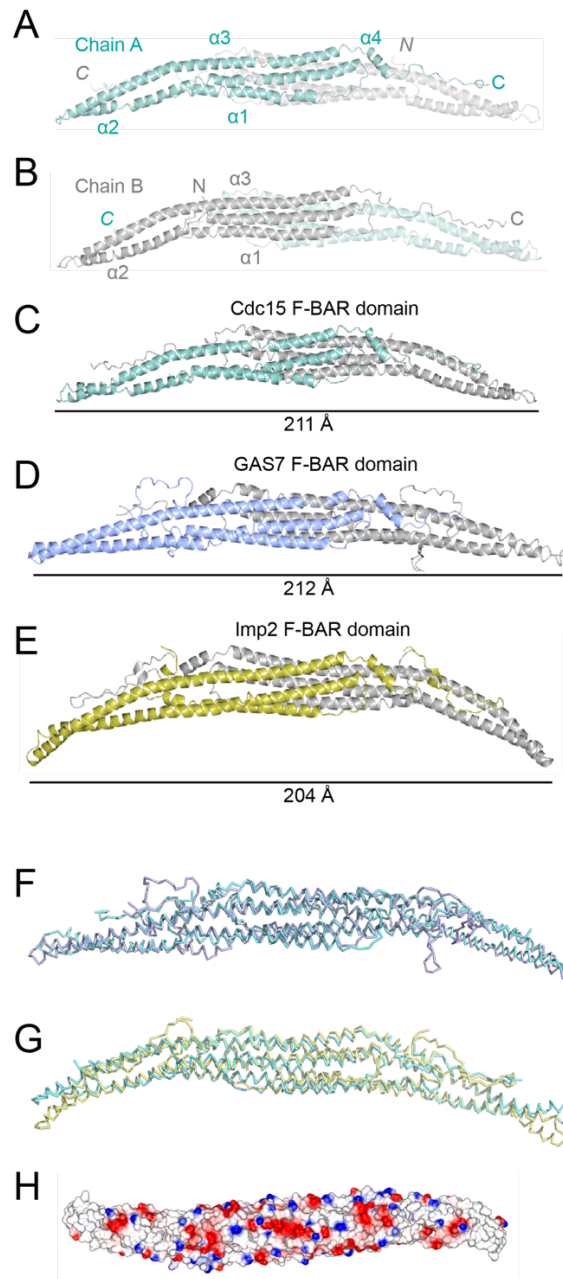 A
Chain A
α3
α4
N
C
C
α2
α1
B
Chain B
N
α3
C
C
α2
α1
C
Cdc15 F-BAR domain
211 Å
D
GAS7 F-BAR domain
212 Å
E
Imp2 F-BAR domain
204 Å
F
G
H